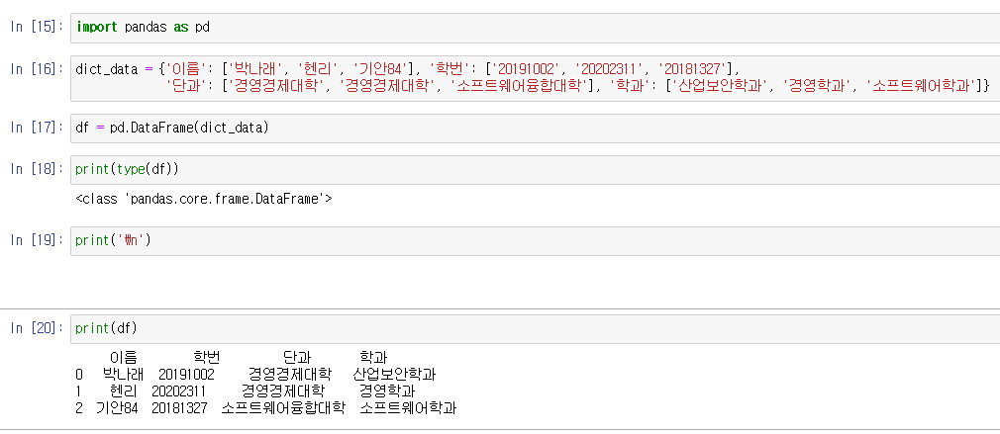 In [15]: import pandas as pd
In [16]: dict_data = {'이름': ['박나래', '헨리', '기안84'], '학번': ['20191002', '20202311', '20181327'],
'단과': ['경영경제대학', '경영경제대학', '소프트웨어융합대학'], '학과': ['산업보안학과', '경영학과', '소프트웨어학과']}
In [17]: df = pd.DataFrame(dict_data)
In [18]: print(type(df))
<class 'pandas.core.frame.DataFrame'>
In [19]: print('₩n')
In [20]: print(df)
이름 학번 단과 학과
0 박나래 20191002 경영경제대학 산업보안학과
1 헨리 20202311 경영경제대학 경영학과
2 기안84 20181327 소프트웨어융합대학 소프트웨어학과